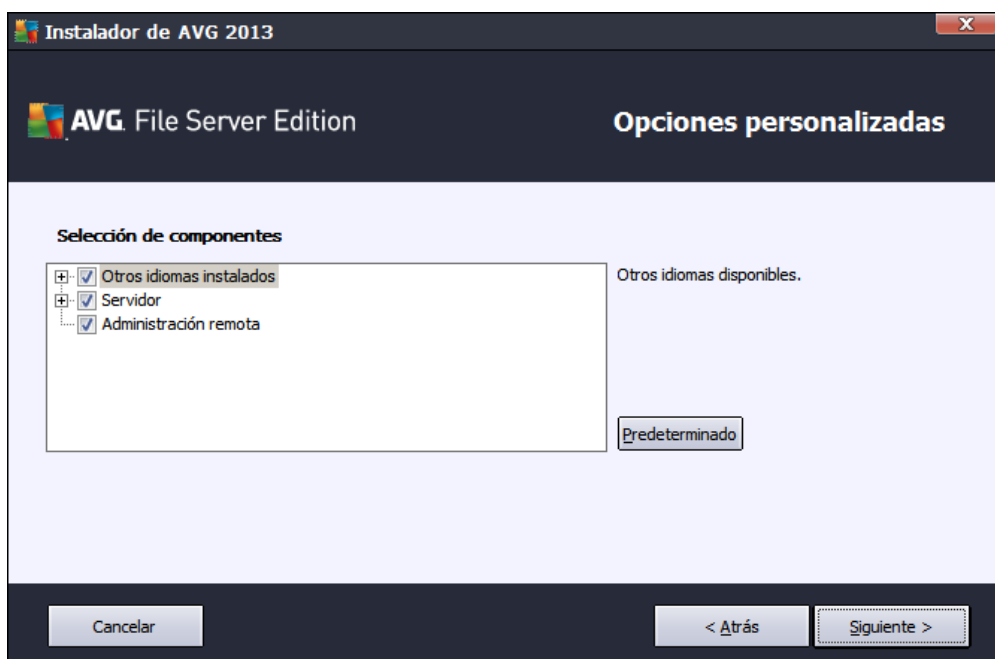 Instalador de AVG 2013
X
AVG. File Server Edition
Opciones personalizadas
Selección de componentes
Otros idiomas instalados
Servidor
Administración remota
Otros idiomas disponibles.
Predeterminado
Cancelar
< Atrás
Siguiente >